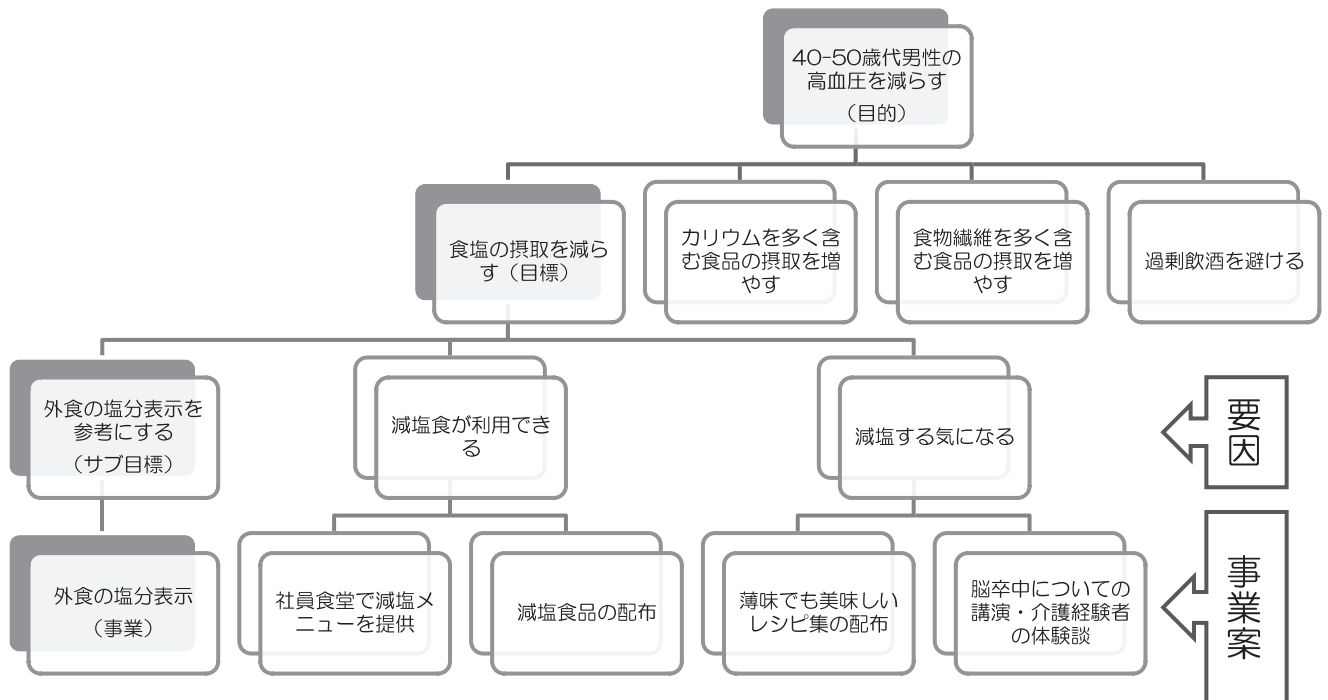 40-50歳代男性の
高血圧を減らす
（目的）
食塩の摂取を減ら
す（目標）
カリウムを多く含
む食品の摂取を増
やす
食物繊維を多く含
む食品の摂取を増
やす
過剰飲酒を避ける
外食の塩分表示を
参考にする
（サブ目標）
減塩食が利用でき
る
減塩する気になる
要因
外食の塩分表示
（事業）
社員食堂で減塩メ
ニューを提供
減塩食品の配布
薄味でも美味しい
レシピ集の配布
脳卒中についての
講演・介護経験者
の体験談
事業案